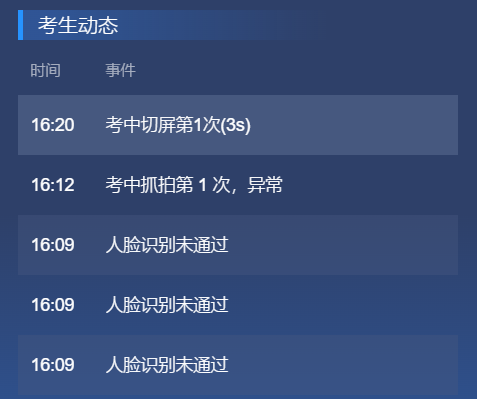 考生动态
时间 事件
16:20 考中切屏第1次(3s)
16:12 考中抓拍第 1 次，异常
16:09 人脸识别未通过
16:09 人脸识别未通过
16:09 人脸识别未通过